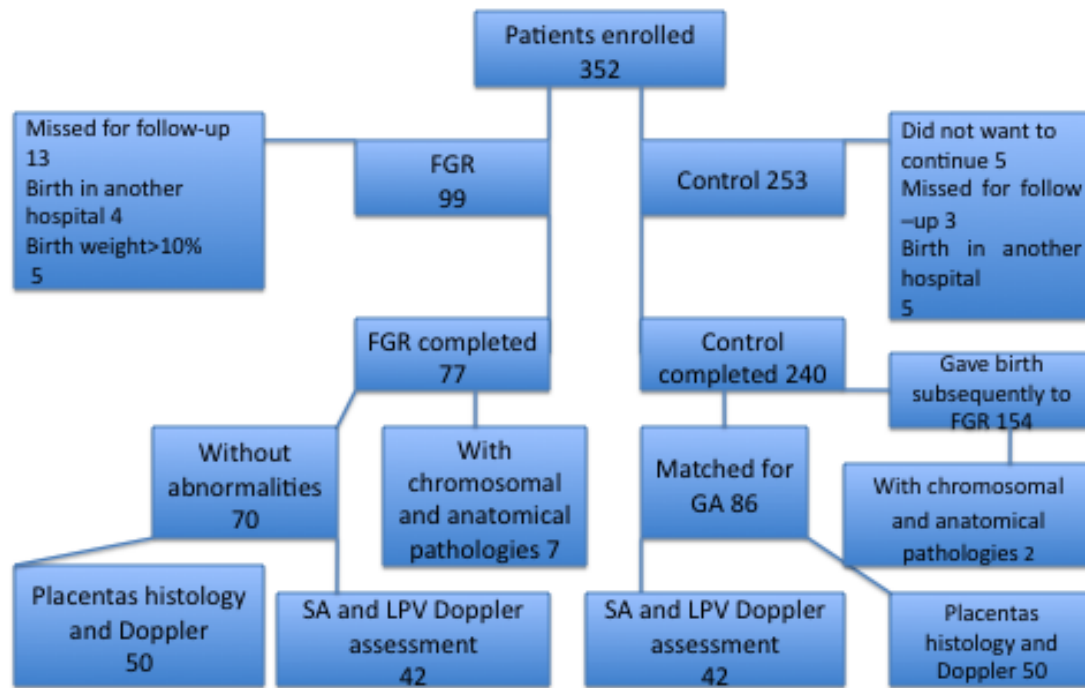 Patients enrolled
352
Missed for follow-up
13
Birth in another
hospital 4
Birth weight>10%
5
FGR
99
Control 253
Did not want to
continue 5
Missed for follow
–up 3
Birth in another
hospital
5
FGR completed
77
Control
completed 240
Gave birth
subsequently to
FGR 154
Without
abnormalities
70
With
chromosomal
and anatomical
pathologies 7
Matched for
GA 86
With chromosomal
and anatomical
pathologies 2
Placentas histology
and Doppler
50
SA and LPV Doppler
assessment
42
SA and LPV Doppler
assessment
42
Placentas
histology and
Doppler 50